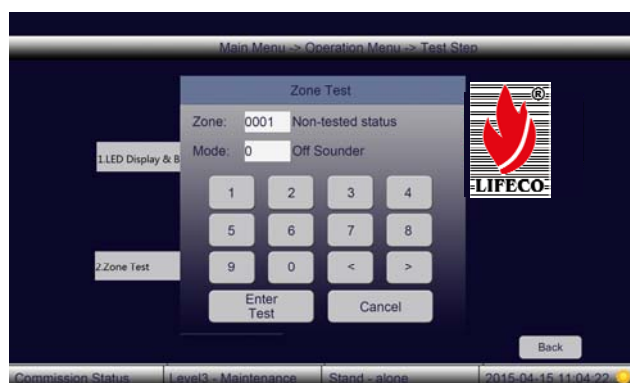 Main Menu -> Operation Menu -> Test Step
Zone Test
Zone: 0001 Non-tested status
Mode: 0 Off Sounder
1.LED Display & B
1 2 3 4
5 6 7 8
2.Zone Test
9 0 < >
Enter Test
Cancel
®
LIFECO
Back
Commission Status Level3 - Maintenance Stand - alone 2015-04-15 11:04:22